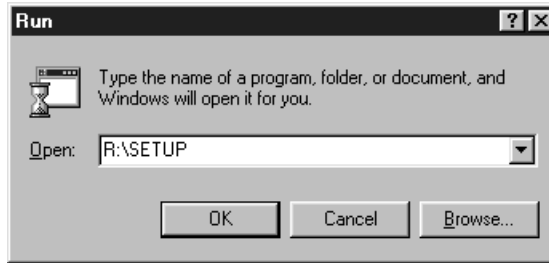 Run
Type the name of a program, folder, or document, and
Windows will open it for you.
Open: R:\SETUP
OK Cancel Browse...